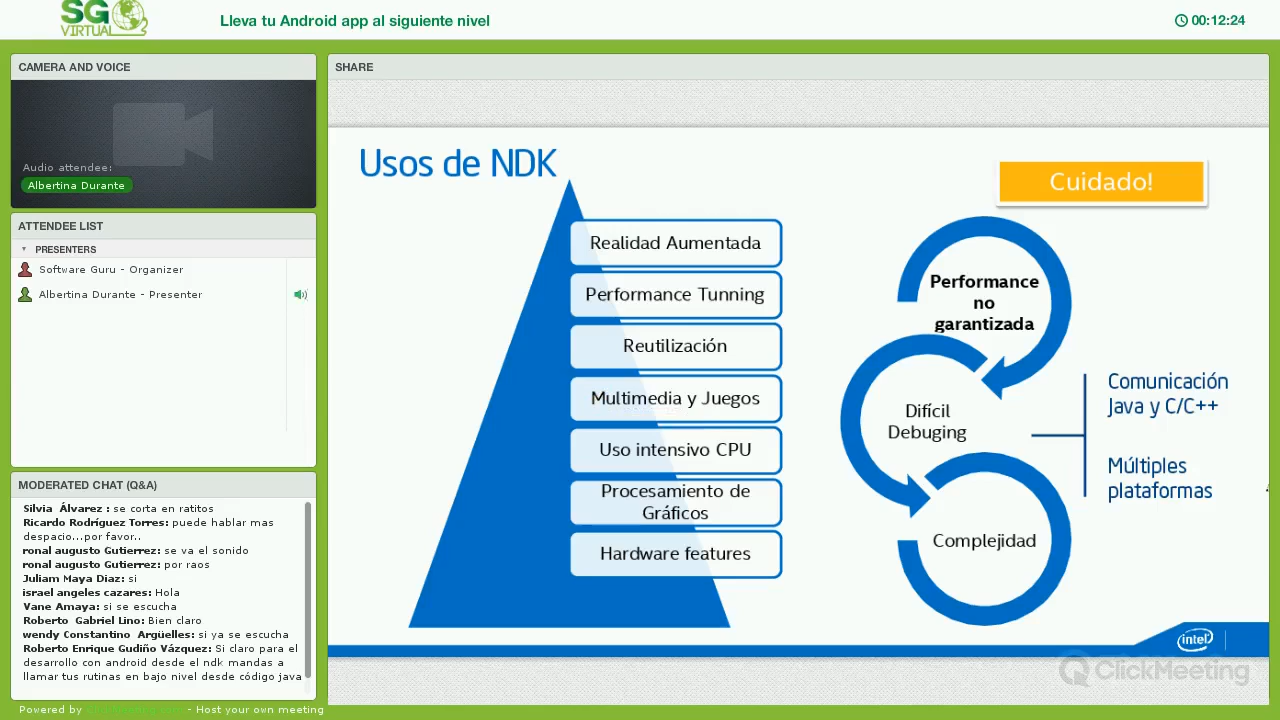 SG
VIRTUAL
Lleva tu Android app al siguiente nivel
00:12:24
CAMERA AND VOICE
Audio attendee:
Albertina Durante
ATTENDEE LIST
PRESENTERS
Software Guru - Organizer
Albertina Durante - Presenter
MODERATED CHAT (Q&A)
Silvia Álvarez : se corta en ratitos
Ricardo Rodríguez Torres: puede hablar mas
despacio...por favor..
ronal augusto Gutierrez: se va el sonido
ronal augusto Gutierrez: por raos
Juliam Maya Diaz: si
israel angeles cazares: Hola
Vane Amaya: si se escucha
Roberto Gabriel Lino: Bien claro
wendy Constantino Argüelles: si ya se escucha
Roberto Enrique Gudiño Vázquez: Si claro para el
desarrollo con android desde el ndk mandas a
llamar tus rutinas en bajo nivel desde código java
Powered by ClickMeeting.com - Host your own meeting
SHARE
Usos de NDK
Realidad Aumentada
Performance Tunning
Reutilización
Multimedia y Juegos
Uso intensivo CPU
Procesamiento de
Gráficos
Hardware features
Cuidado!
Performance
no
garantizada
Difícil
Debuging
Complejidad
Comunicación
Java y C/C++
Múltiples
plataformas
intel
ClickMeeting